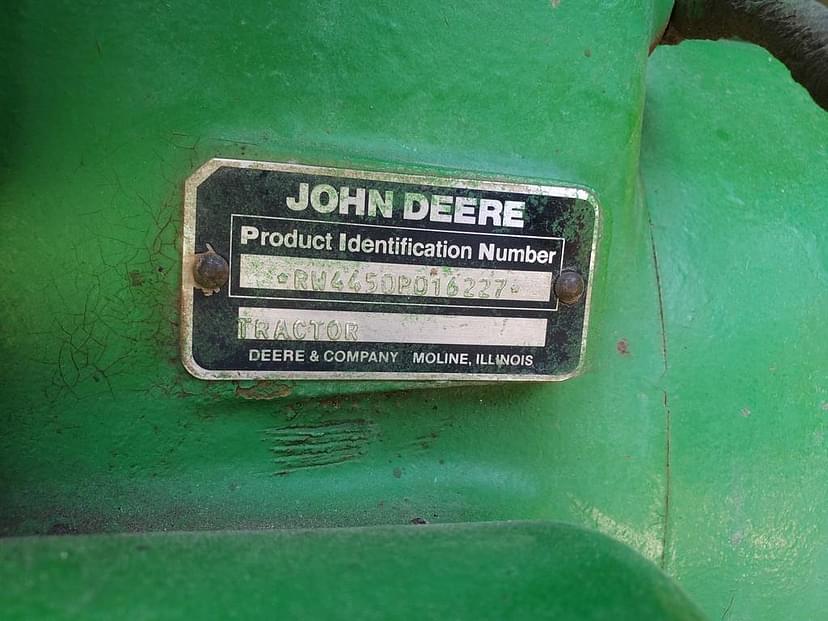 JOHN DEERE
Product Identification Number
*RW4450P016227*
TRACTOR
DEERE & COMPANY MOLINE, ILLINOIS